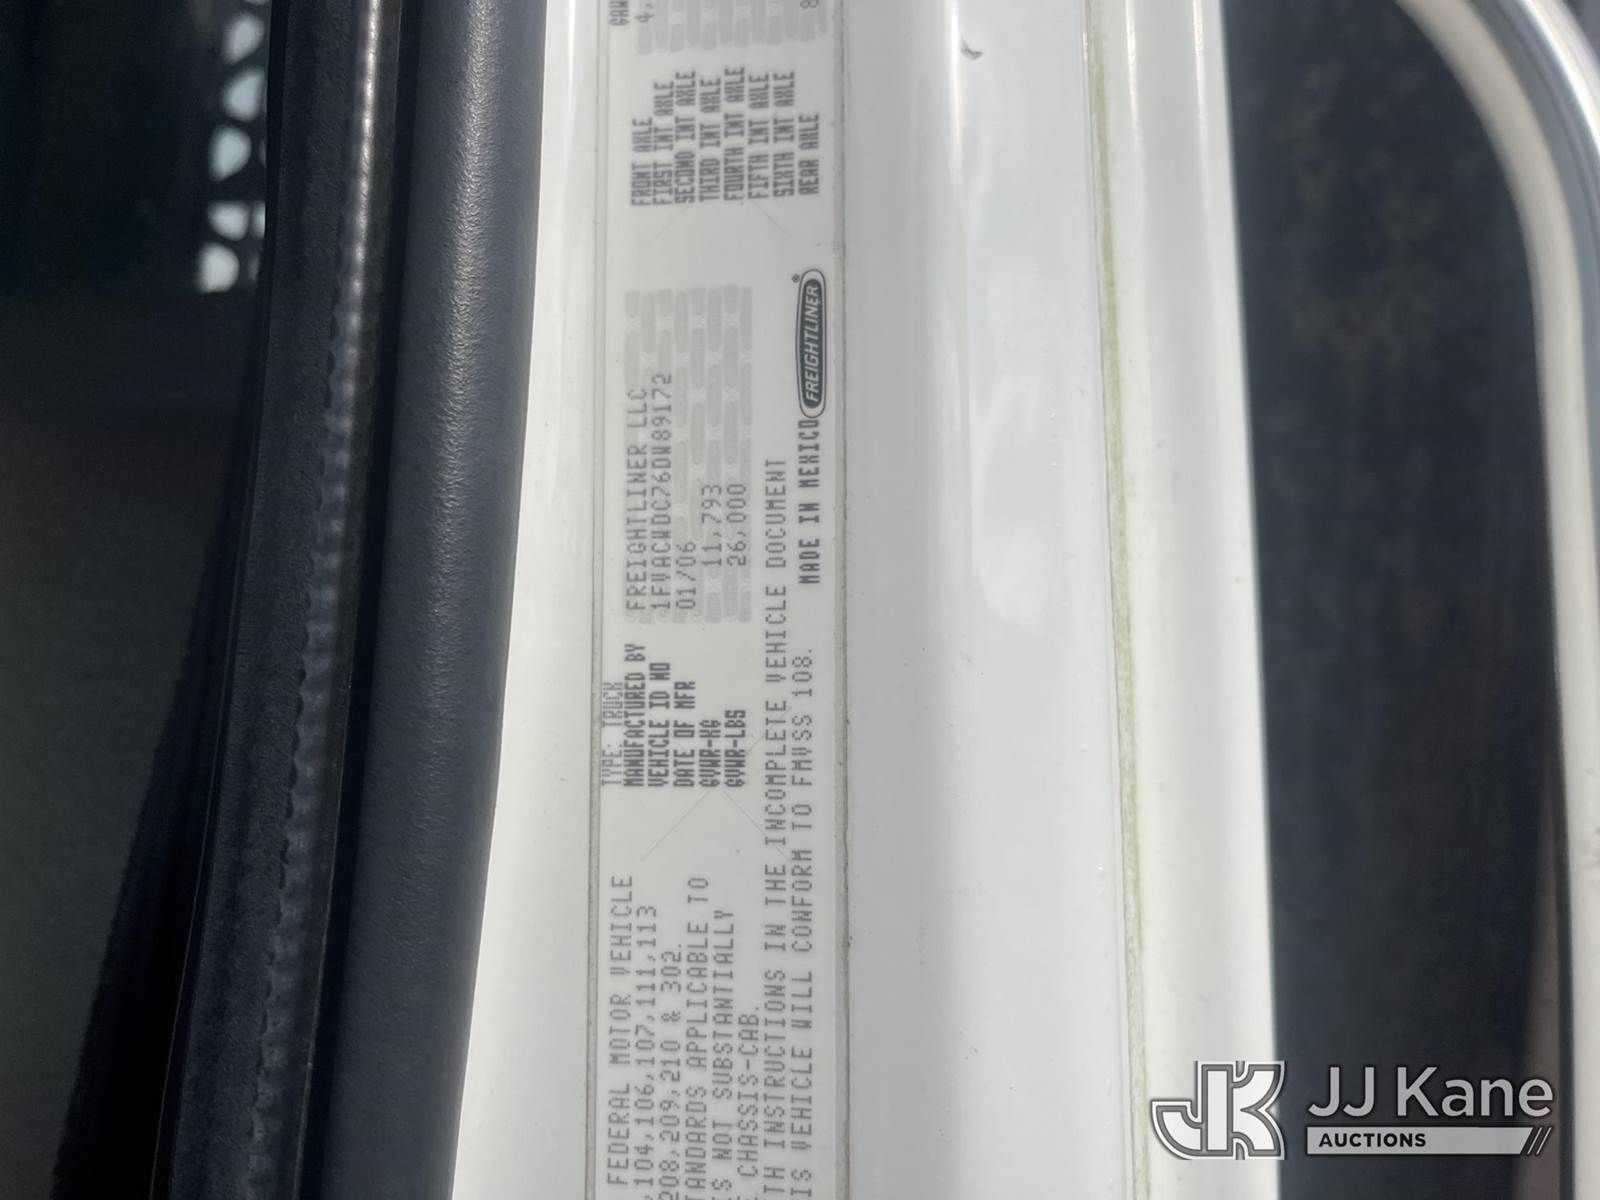 FEDERAL MOTOR VEHICLE
104,106,107,111,113
208,209,210 & 302.
TANDARDS APPLICABLE TO
IS NOT SUBSTANTIALLY
CHASSIS-CAB.
TH INSTRUCTIONS IN THE INCOMPLETE VEHICLE DOCUMENT
IS VEHICLE WILL CONFORM TO FMVSS 108.
TYPE: TRUCK
MANUFACTURED BY FREIGHTLINER LLC
VEHICLE ID NO 1FVACWDC76DW89172
DATE OF MFR 01/06
GVWR-KG 11,793
GVWR-LBS 26,000
MADE IN MEXICO FREIGHTLINER®
FRONT AXLE
FIRST INT AXLE
SECOND INT AXLE
THIRD INT AXLE
FOURTH INT AXLE
FIFTH INT AXLE
SIXTH INT AXLE
REAR AXLE
JJ Kane
AUCTIONS